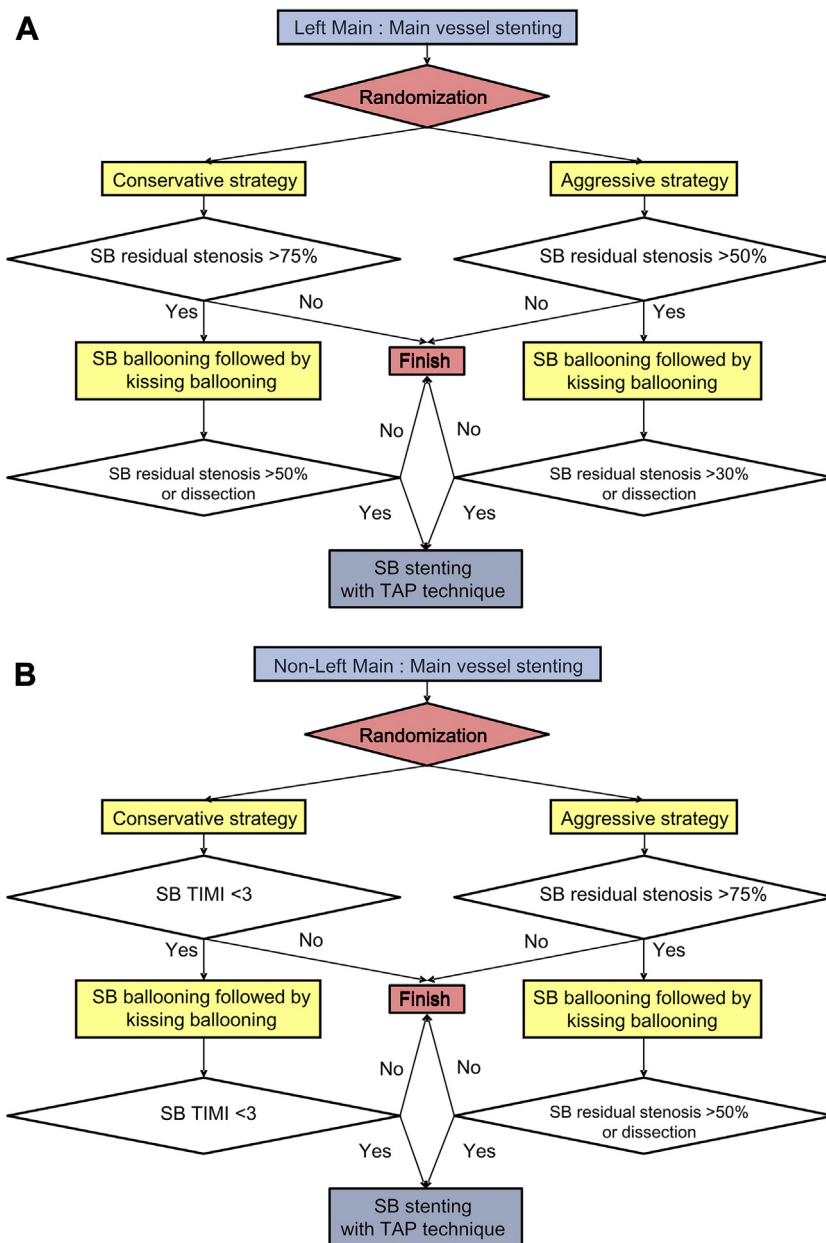 A
Left Main : Main vessel stenting
Randomization
Conservative strategy
Aggressive strategy
SB residual stenosis >75%
SB residual stenosis >50%
Yes
No
No
Yes
SB ballooning followed by
kissing ballooning
Finish
SB ballooning followed by
kissing ballooning
No
No
SB residual stenosis >50%
or dissection
SB residual stenosis >30%
or dissection
Yes
Yes
SB stenting
with TAP technique
B
Non-Left Main : Main vessel stenting
Randomization
Conservative strategy
Aggressive strategy
SB TIMI <3
SB residual stenosis >75%
Yes
No
No
Yes
SB ballooning followed by
kissing ballooning
Finish
SB ballooning followed by
kissing ballooning
No
No
SB TIMI <3
SB residual stenosis >50%
or dissection
Yes
Yes
SB stenting
with TAP technique